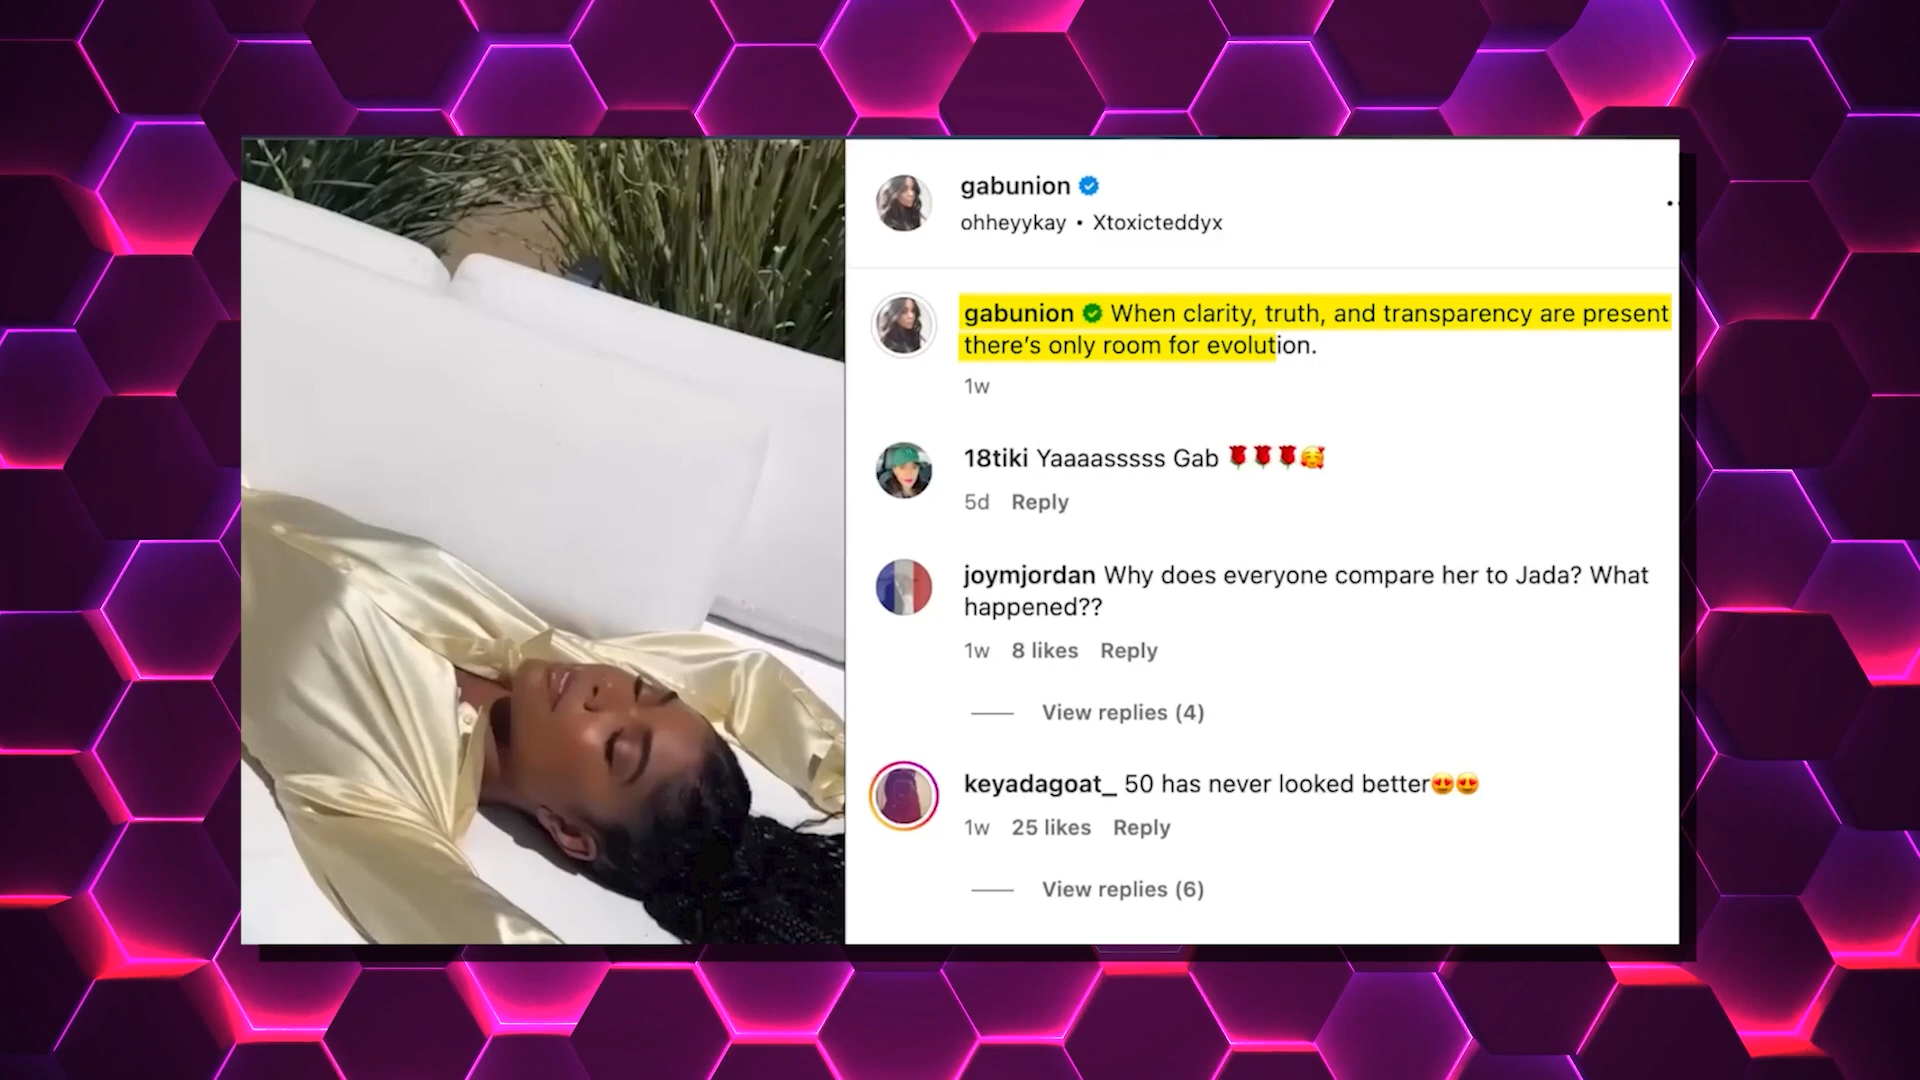 gabunion
ohheyykay • Xtoxicteddyx
gabunion When clarity, truth, and transparency are present
there's only room for evolution.
1w
18tiki Yaaaasssss Gab 🌹🌹🌹🥰
5d Reply
joymjordan Why does everyone compare her to Jada? What
happened??
1w 8 likes Reply
View replies (4)
keyadagoat_ 50 has never looked better😍😍
1w 25 likes Reply
View replies (6)